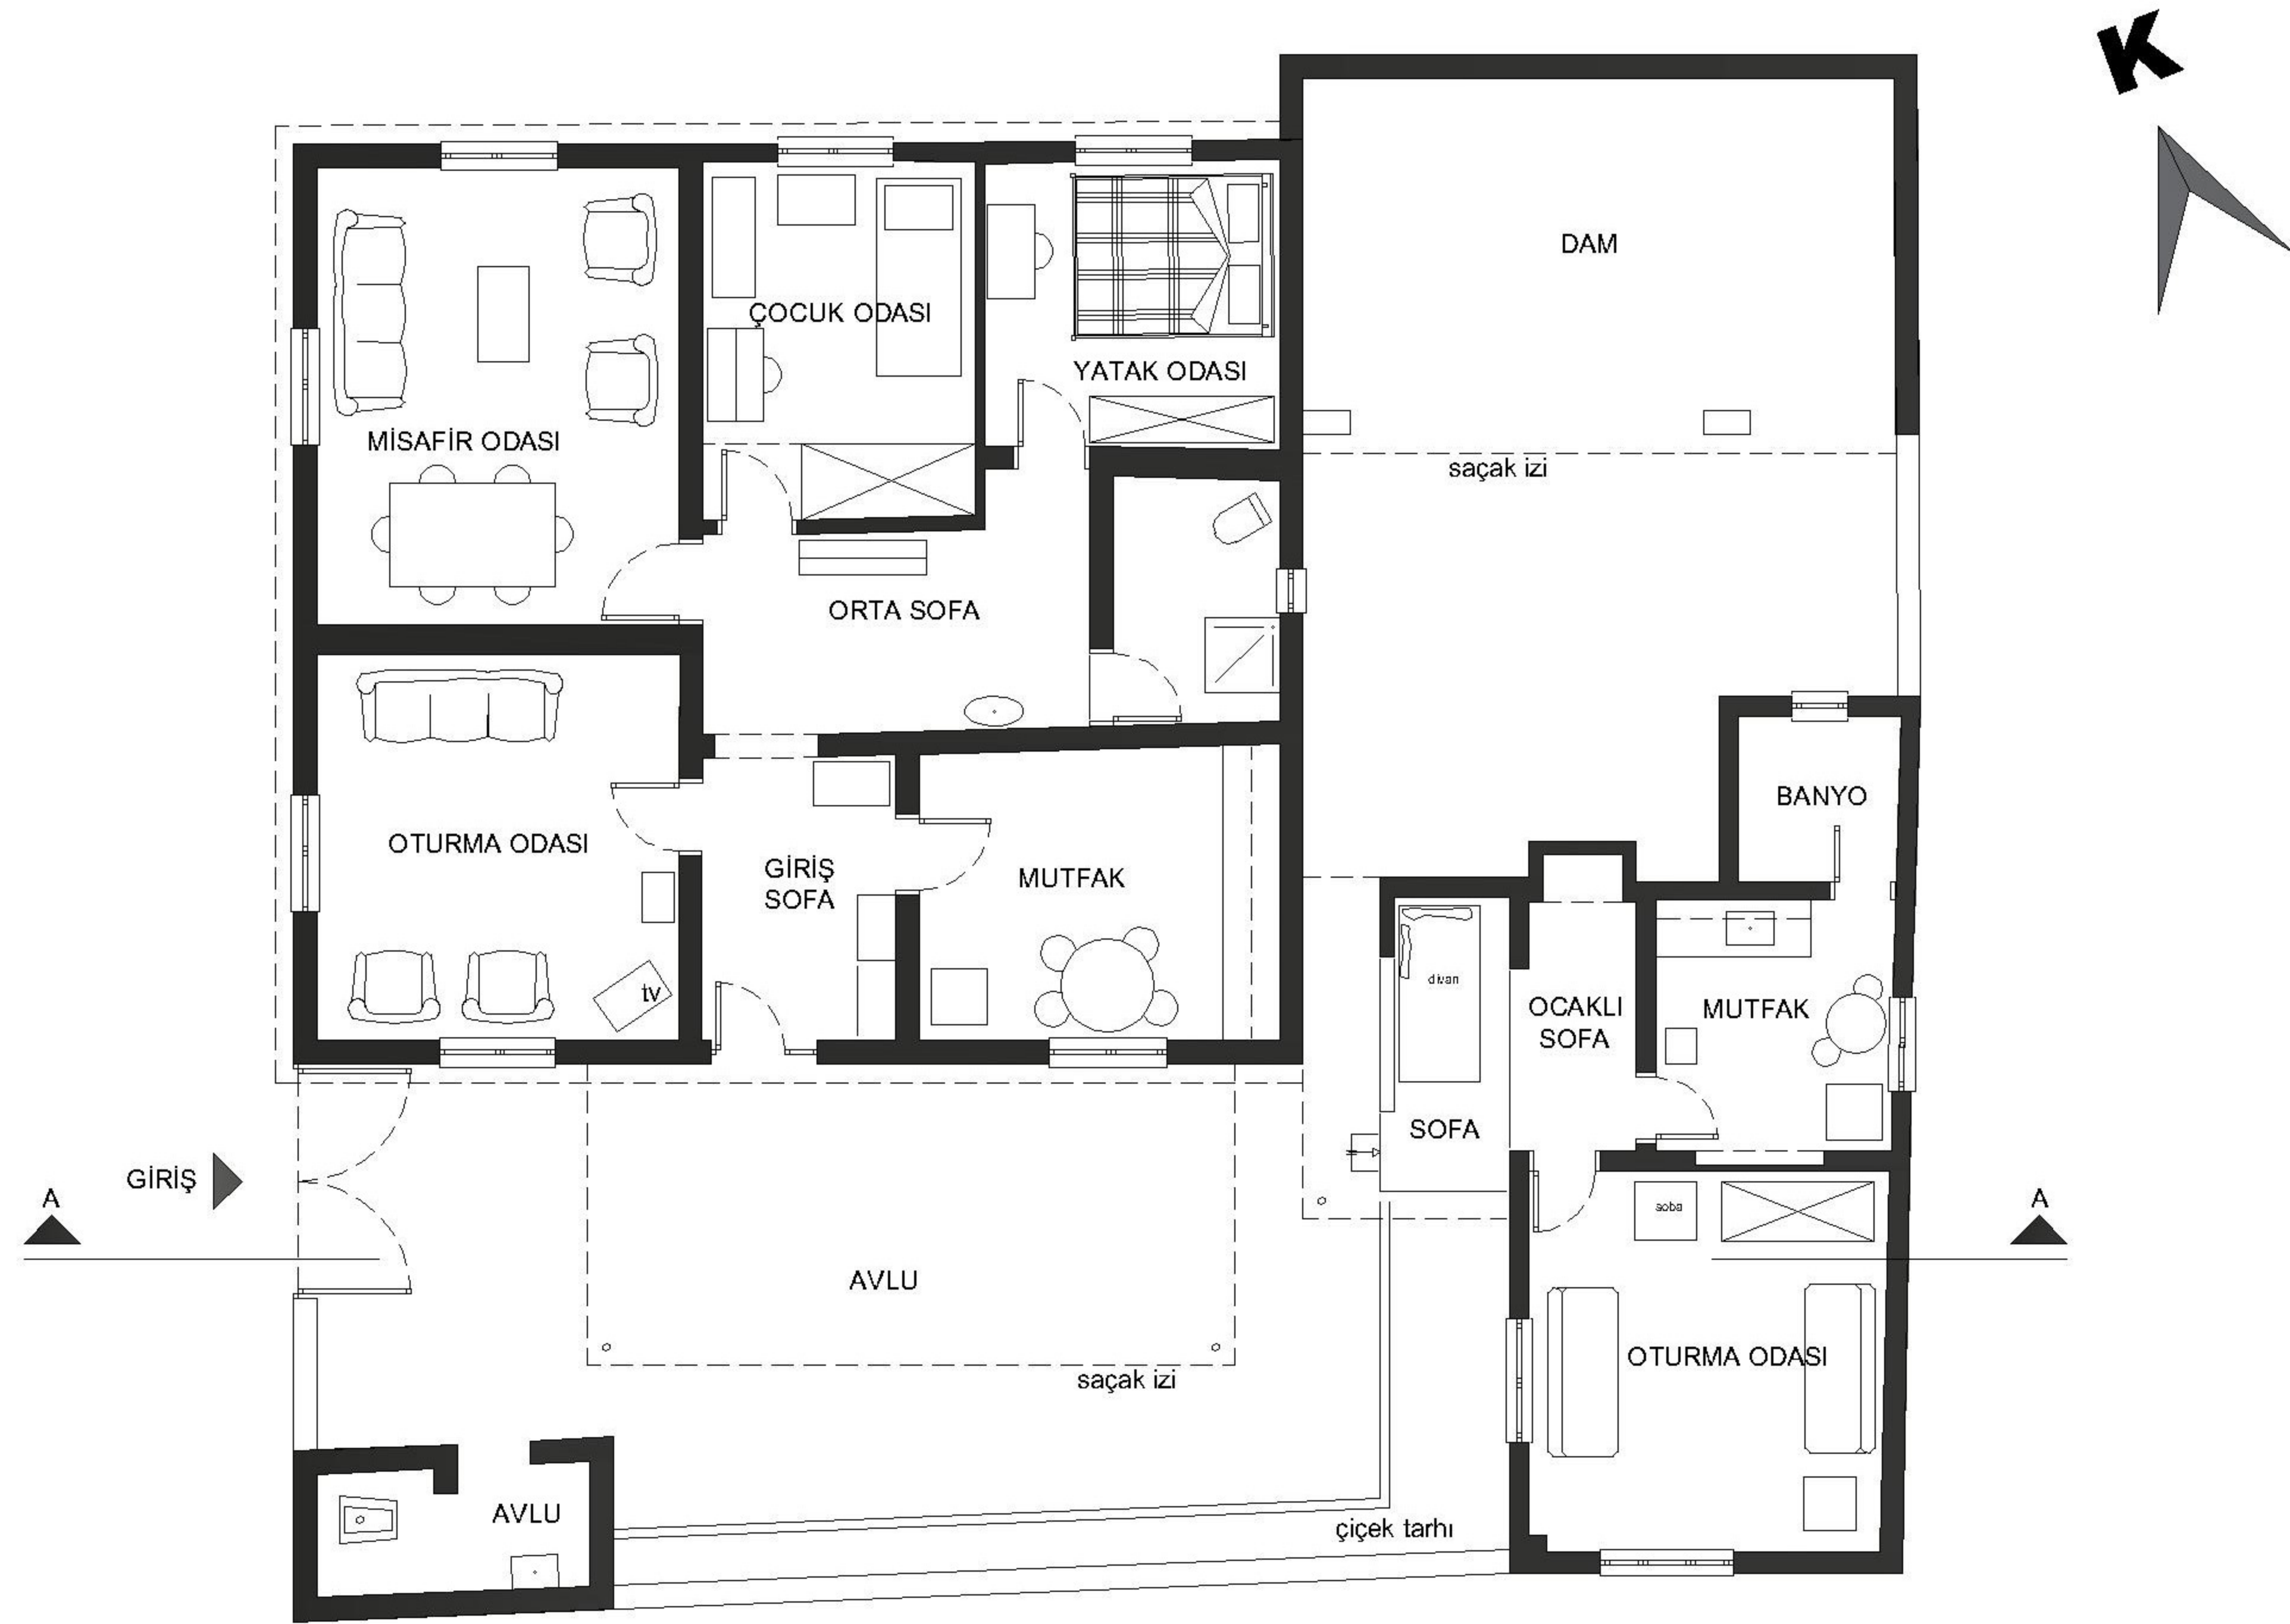 K
DAM
ÇOCUK ODASI
YATAK ODASI
MİSAFİR ODASI
saçak izi
ORTA SOFA
BANYO
OTURMA ODASI
GİRİŞ
SOFA
MUTFAK
divan
tv
OCAKLI
SOFA
MUTFAK
SOFA
GİRİŞ
A
A
soba
AVLU
OTURMA ODASI
saçak izi
AVLU
çiçek tarhı